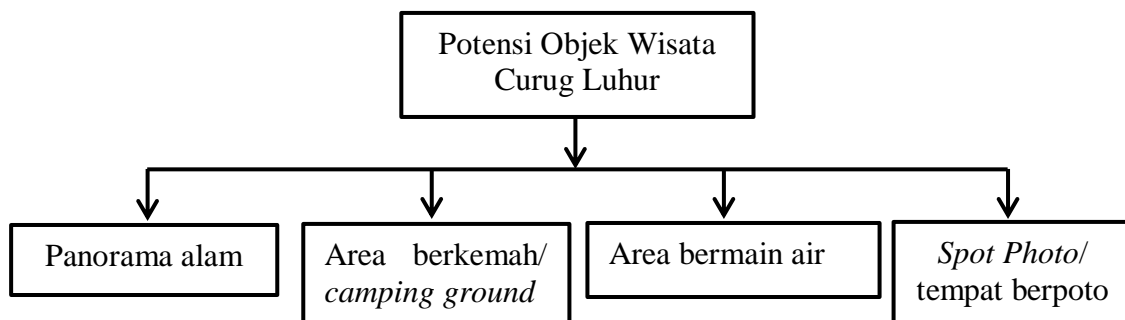 Potensi Objek Wisata
Curug Luhur
Panorama alam
Area berkemah/
camping ground
Area bermain air
Spot Photo/
tempat berpoto